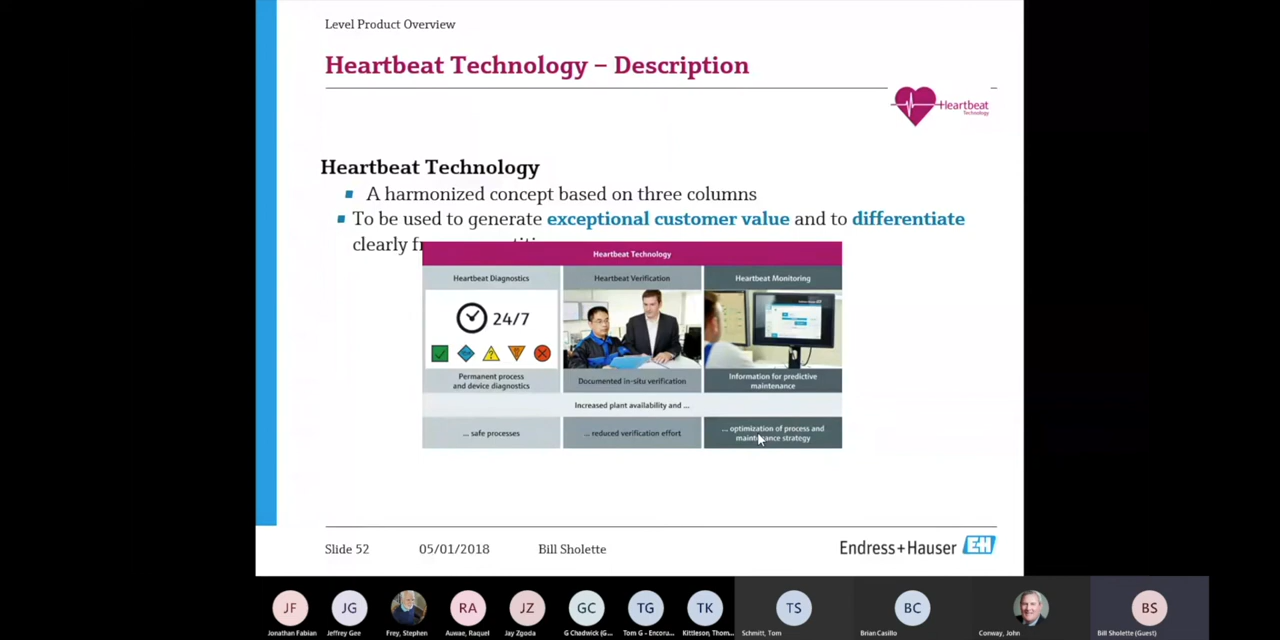 Level Product Overview
Heartbeat Technology – Description
Heartbeat
Technology
Heartbeat Technology
A harmonized concept based on three columns
To be used to generate exceptional customer value and to differentiate
clearly
Heartbeat Technology
Heartbeat Diagnostics
Heartbeat Verification
Heartbeat Monitoring
24/7
Permanent process
and device diagnostics
Documented in-situ verification
Information for predictive
maintenance
Increased plant availability and ...
... safe processes
... reduced verification effort
... optimization of process and
maintenance strategy
Slide 52
05/01/2018
Bill Sholette
Endress+Hauser
EH
JF
JG
RA
JZ
GC
TG
TK
TS
BC
BS
Jonathan Fabian
Jeffrey Gee
Frey, Stephen
Auwae, Raquel
Jay Zgoda
G Chadwick (G...
Tom G - Encora...
Kittleson, Thom...
Schmitt, Tom
Brian Casillo
Conway, John
Bill Sholette (Guest)